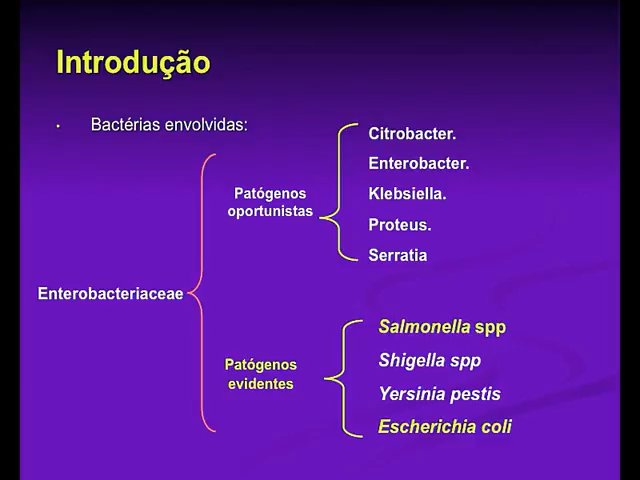 Introdução
• Bactérias envolvidas:
Enterobacteriaceae
Patógenos
oportunistas
Citrobacter.
Enterobacter.
Klebsiella.
Proteus.
Serratia
Patógenos
evidentes
Salmonella spp
Shigella spp
Yersinia pestis
Escherichia coli